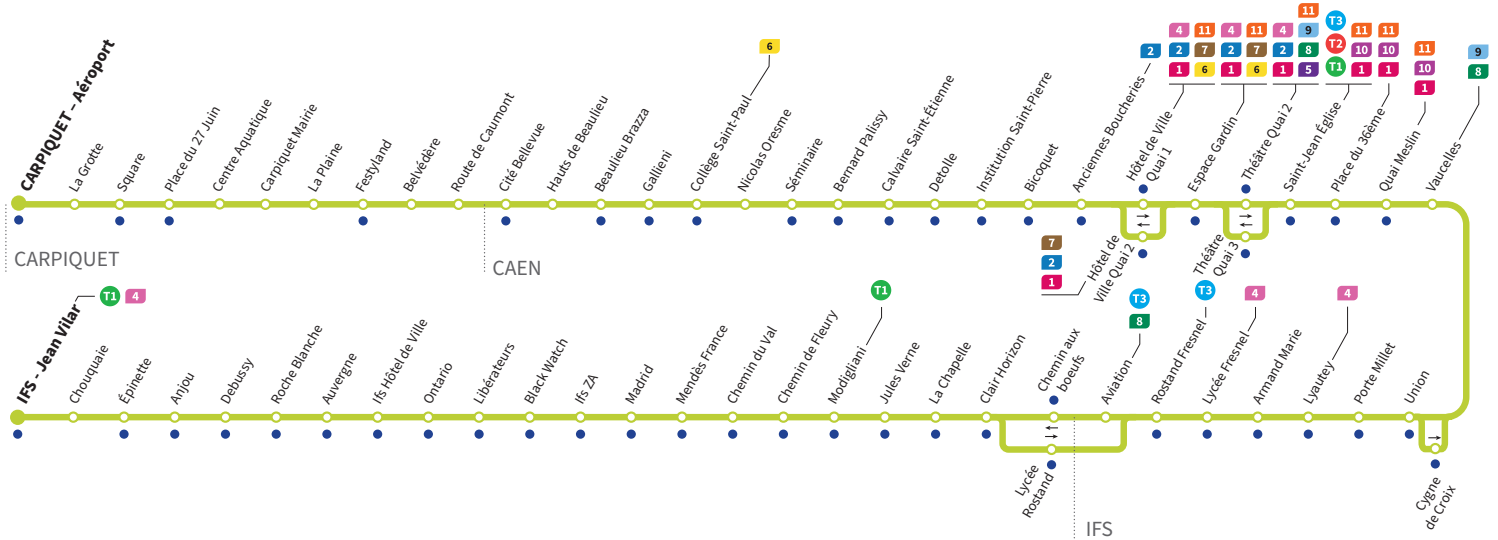 CARPIQUET - Aéroport
La Grotte
Square
Place du 27 Juin
Centre Aquatique
Carpiquet Mairie
La Plaine
Festyland
Belvédère
Route de Caumont
Cité Bellevue
Hauts de Beaulieu
Beaulieu Brazza
Gallieni
6
Collège Saint-Paul
Nicolas Oresme
Séminaire
Bernard Palissy
Calvaire Saint-Étienne
Detolle
Institution Saint-Pierre
Bicoquet
2
Anciennes Boucheries
4 11
2 7
1 6
Hôtel de Ville
Quai 1
4 11
2 7
1 6
Espace Gardin
11
4 9
2 8
1 5
Théâtre Quai 2
T3
T2 11
T1 10
1
Saint-Jean Église
11
10
1
Place du 36ème
11
10
1
Quai Meslin
9
8
Vaucelles
CARPIQUET
CAEN
7
2
1
Hôtel de
Ville Quai 2
Théâtre
Quai 3
IFS - Jean Vilar
T1 4
Chouquaie
Épinette
Anjou
Debussy
Roche Blanche
Auvergne
Ifs Hôtel de Ville
Ontario
Libérateurs
Black Watch
Ifs ZA
Madrid
Mendès France
Chemin du Val
Chemin de Fleury
T1
Modigliani
Jules Verne
La Chapelle
Clair Horizon
Chemin aux
boeufs
T3
8
Aviation
T3
Rostand Fresnel
4
Lycée Fresnel
Armand Marie
4
Lyautey
Porte Millet
Union
Lycée
Rostand
IFS
Cygne
de Croix